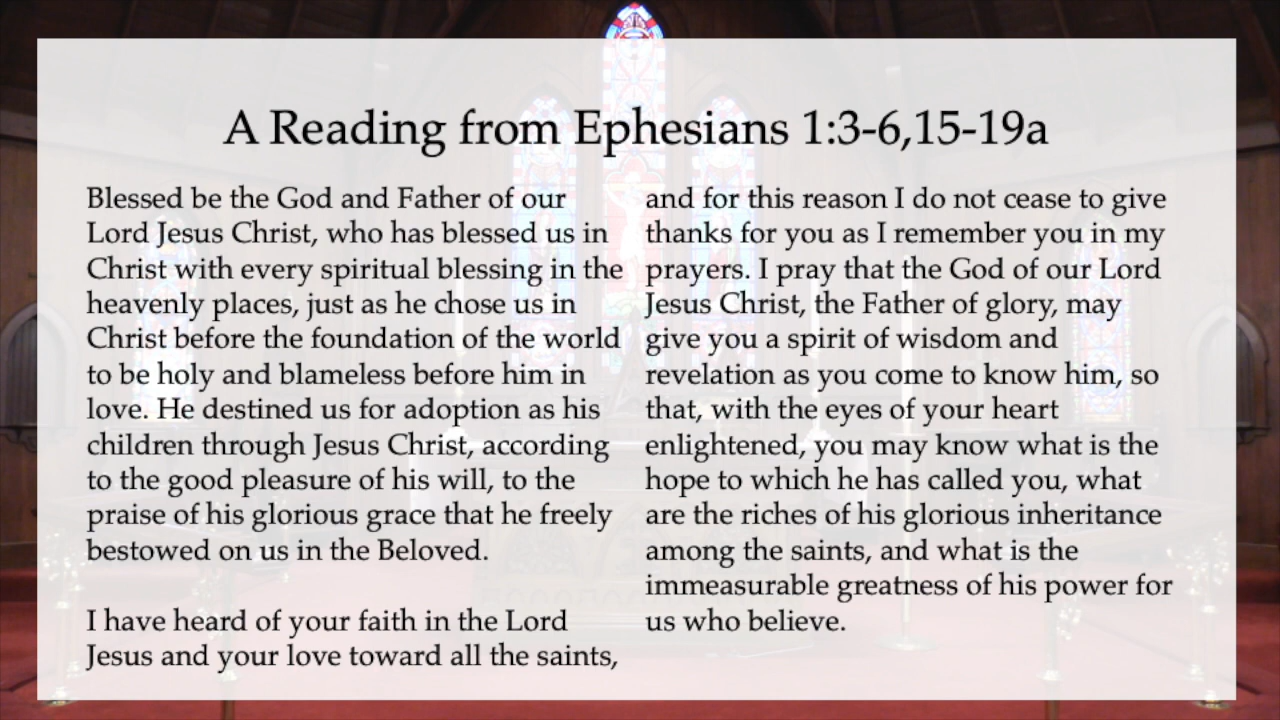 A Reading from Ephesians 1:3-6,15-19a
Blessed be the God and Father of our
Lord Jesus Christ, who has blessed us in
Christ with every spiritual blessing in the
heavenly places, just as he chose us in
Christ before the foundation of the world
to be holy and blameless before him in
love. He destined us for adoption as his
children through Jesus Christ, according
to the good pleasure of his will, to the
praise of his glorious grace that he freely
bestowed on us in the Beloved.
I have heard of your faith in the Lord
Jesus and your love toward all the saints,
and for this reason I do not cease to give
thanks for you as I remember you in my
prayers. I pray that the God of our Lord
Jesus Christ, the Father of glory, may
give you a spirit of wisdom and
revelation as you come to know him, so
that, with the eyes of your heart
enlightened, you may know what is the
hope to which he has called you, what
are the riches of his glorious inheritance
among the saints, and what is the
immeasurable greatness of his power for
us who believe.